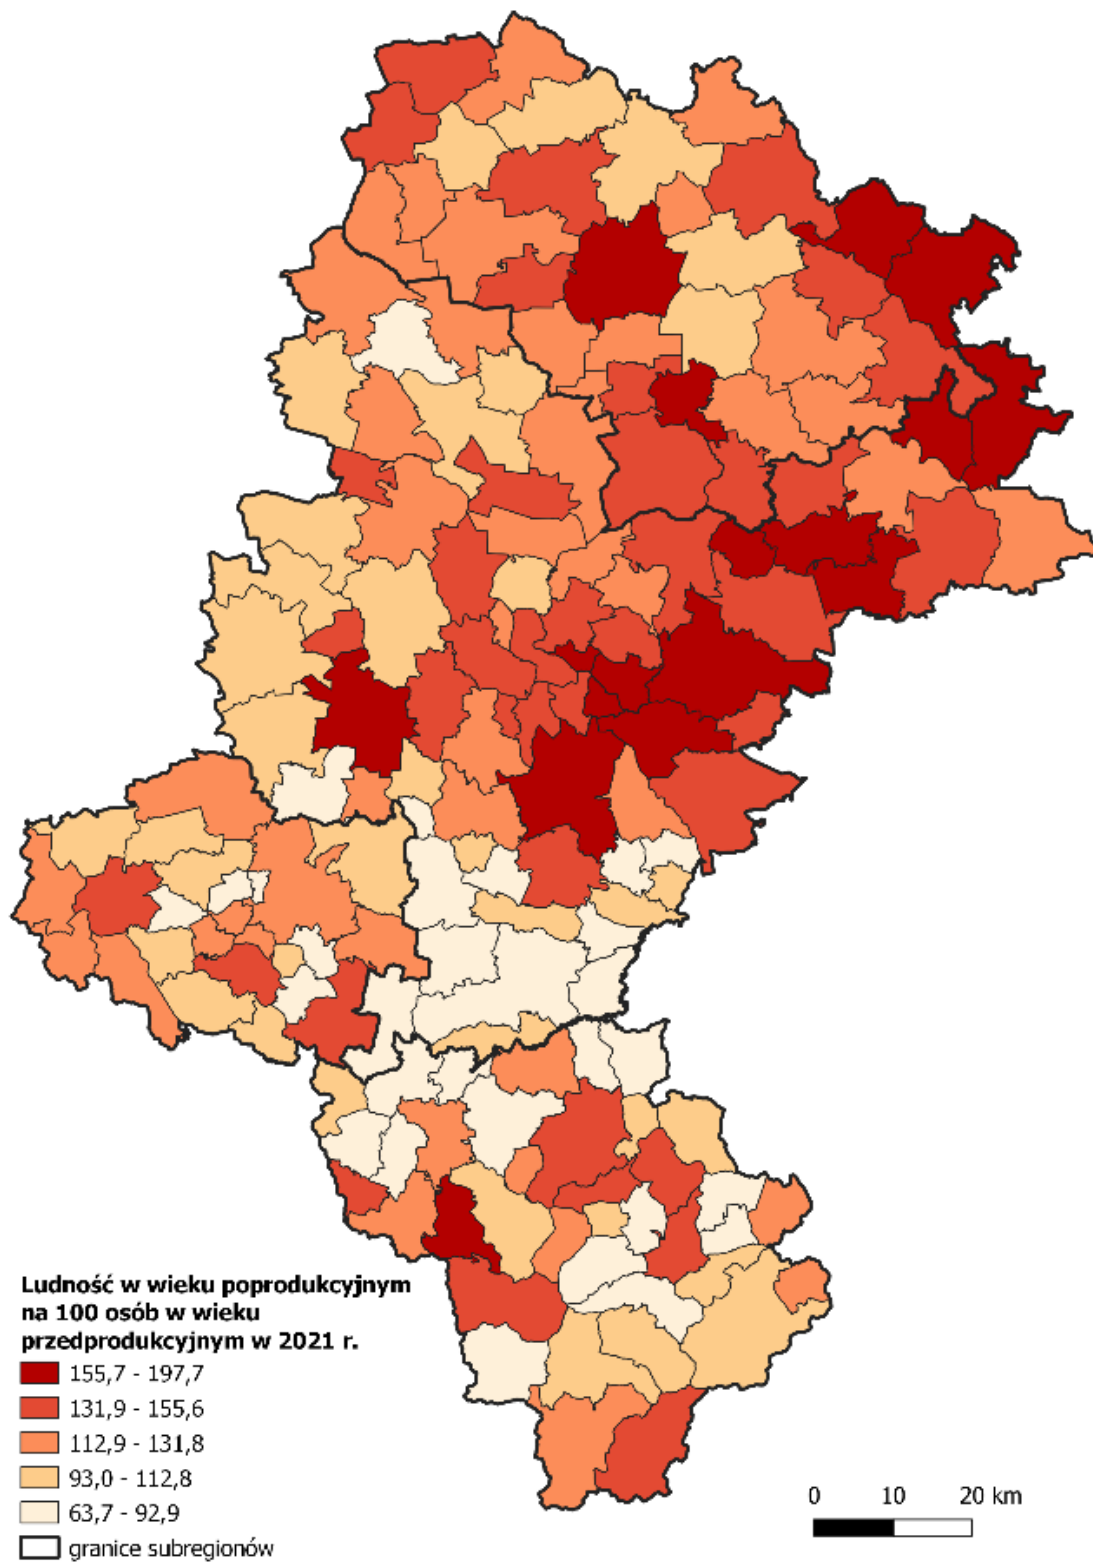 Ludność w wieku poprodukcyjnym
na 100 osób w wieku
przedprodukcyjnym w 2021 r.
155,7 - 197,7
131,9 - 155,6
112,9 - 131,8
93,0 - 112,8
63,7 - 92,9
granice subregionów
0 10 20 km